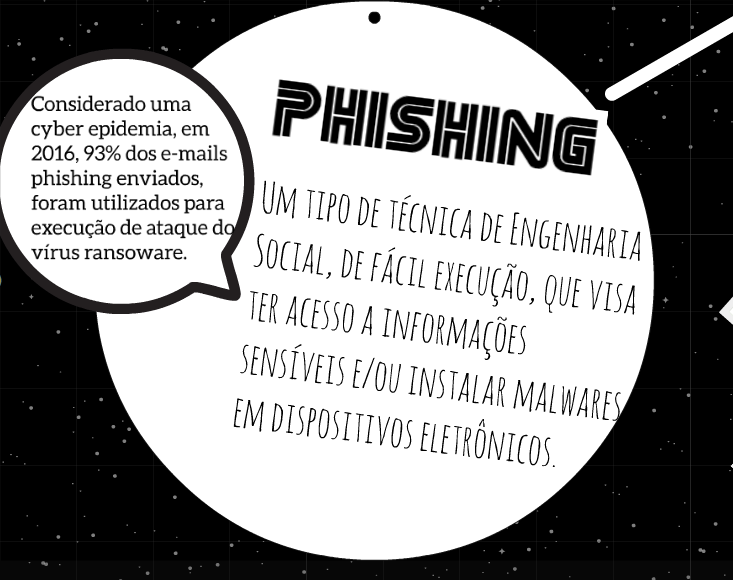 Considerado uma
cyber epidemia, em
2016, 93% dos e-mails
phishing enviados,
foram utilizados para
execução de ataque do
vírus ransoware.
PHISHING
UM TIPO DE TÉCNICA DE ENGENHARIA
SOCIAL, DE FÁCIL EXECUÇÃO, QUE VISA
TER ACESSO A INFORMAÇÕES
SENSÍVEIS E/OU INSTALAR MALWARES
EM DISPOSITIVOS ELETRÔNICOS.